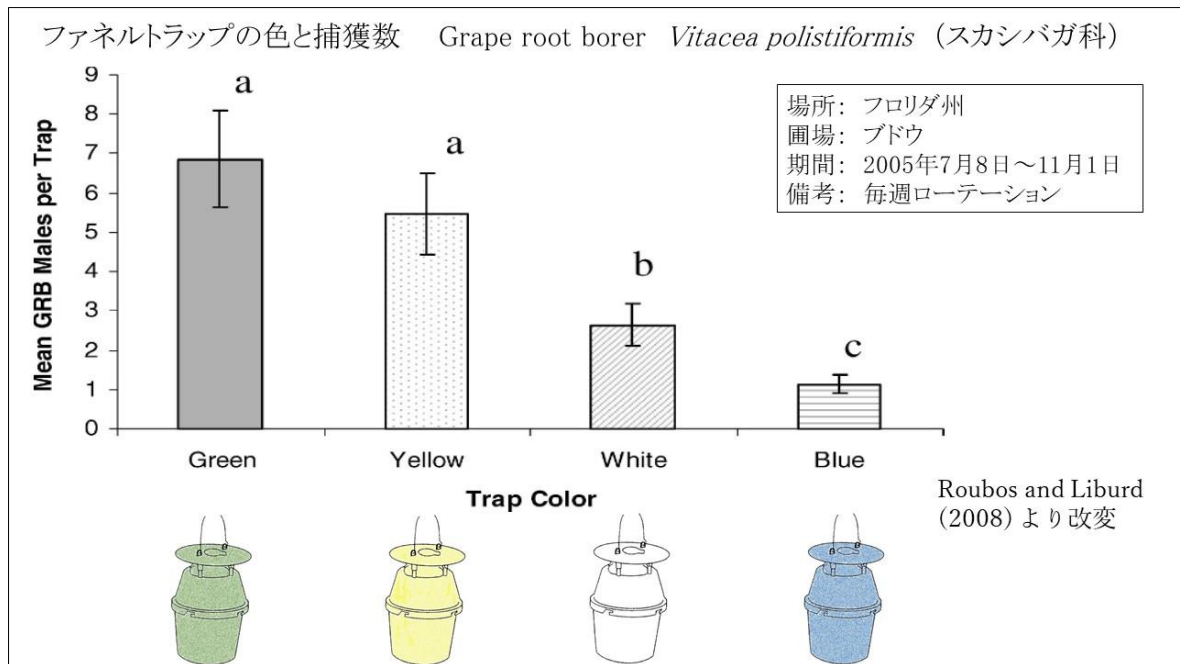 ファネルトラップの色と捕獲数 Grape root borer Vitacea polistiformis (スカシバガ科)
場所: フロリダ州
圃場: ブドウ
期間: 2005年7月8日～11月1日
備考: 毎週ローテーション
Mean GRB Males per Trap
9
8
7
6
5
4
3
2
1
0
a
a
b
c
Green Yellow White Blue
Trap Color
Roubos and Liburd
(2008) より改変